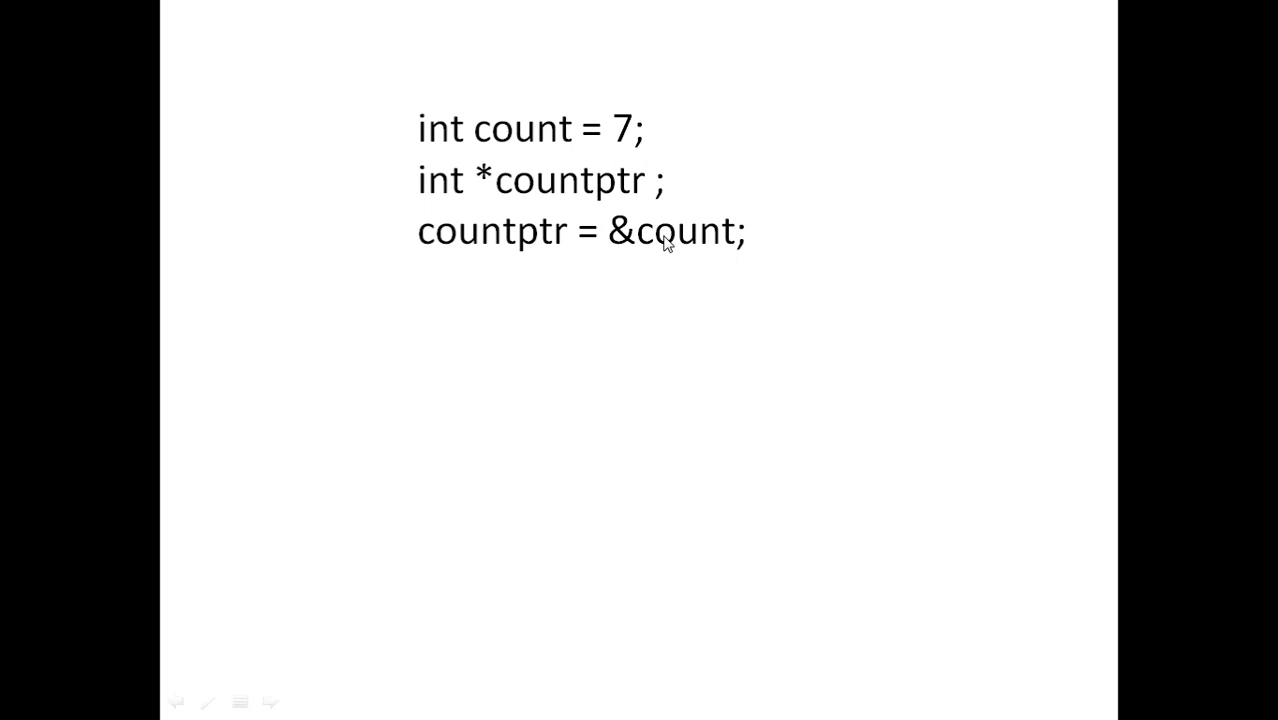 int count = 7;
int *countptr ;
countptr = &count;